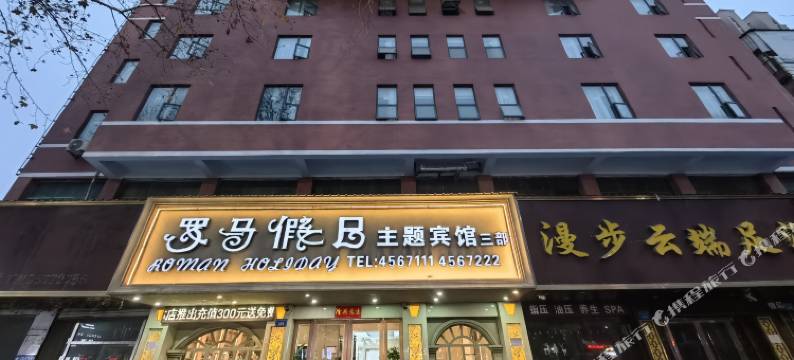 罗马假日主题宾馆三部
ROMAN HOLIDAY TEL:4567111 4567222
漫步云端足
店推出充值300元送免
油压 养生 SPA
携程旅行